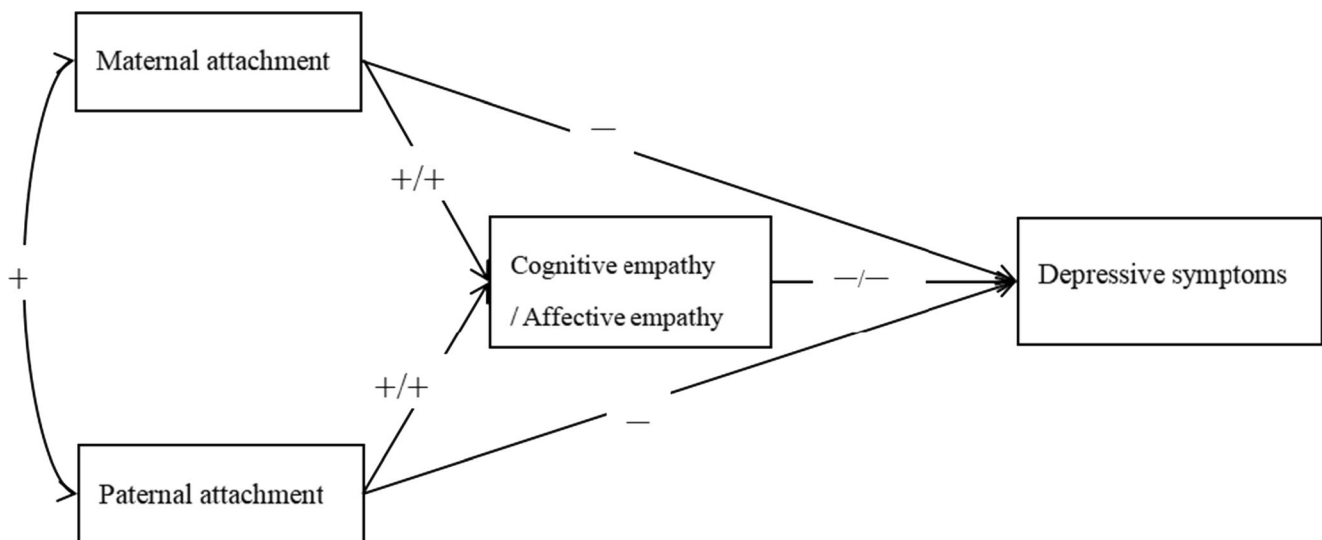 Maternal attachment
—
+/+
+
Cognitive empathy
/ Affective empathy
—/—
Depressive symptoms
+/+
—
Paternal attachment